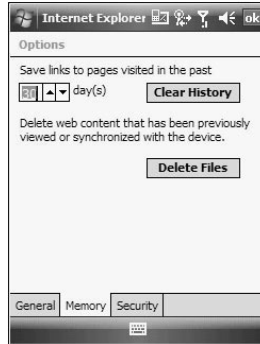 Internet Explorer ok
Options
Save links to pages visited in the past
30 day(s) Clear History
Delete web content that has been previously
viewed or synchronized with the device.
Delete Files
General Memory Security